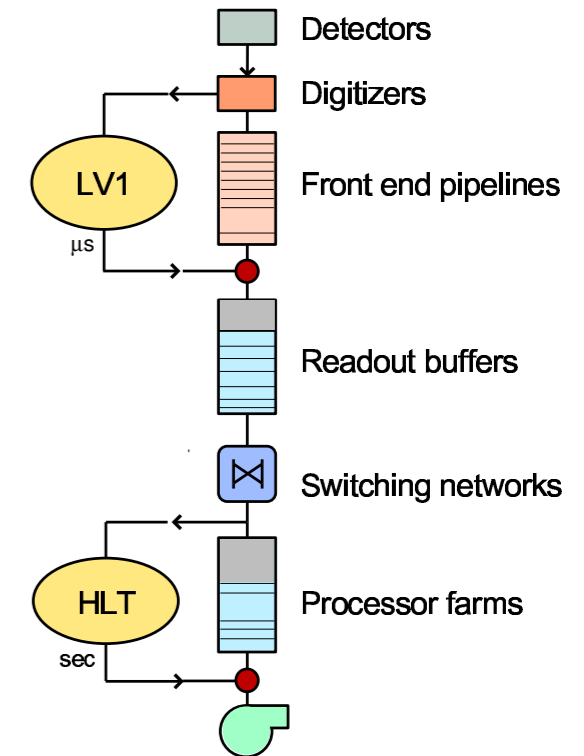 Detectors
Digitizers
LV1
Front end pipelines
μs
Readout buffers
Switching networks
HLT
Processor farms
sec